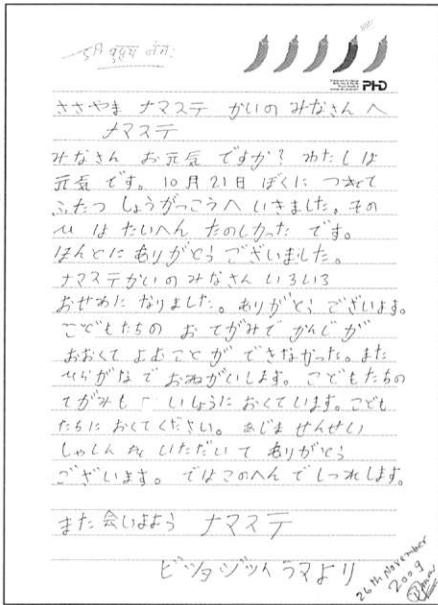 PHD
ささやま ナマステ かいの みなさん へ
ナマステ
みなさん お元気 ですか? わたしは
元気 です。10月21日 ぼくに つれて
ふたつ しょうがっこうへ いきました。その
ひ は たいへん たのしかった です。
ほんとに ありがとう ございました。
ナマステかいの みなさん いろいろ
おせわに なりました。ありがとう ございます。
こどもたちの お てがみで かんじが
おおくて よむこと が できなかった。また
ひらがなで おねがいします。こどもたちの
てがみも いしょうに おくています。こども
たちに おくてください。あじま せんせい
しゃしん を いただいて ありがとう
ございます。ではこのへん でしつれします。
また 会いましょう ナマステ
ラマより
26th November
2009